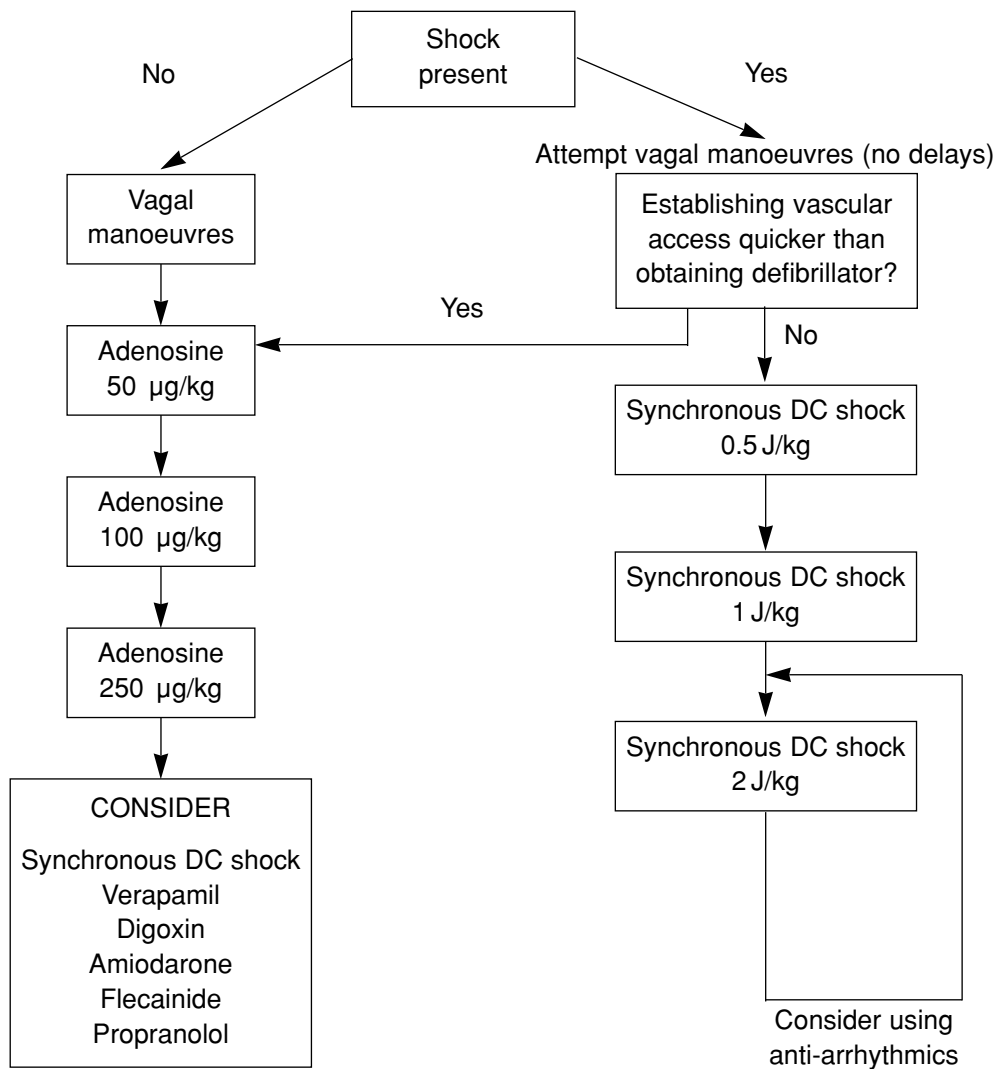 Shock
present
No
Yes
Attempt vagal manoeuvres (no delays)
Vagal
manoeuvres
Establishing vascular
access quicker than
obtaining defibrillator?
Yes
No
Adenosine
50 µg/kg
Synchronous DC shock
0.5 J/kg
Adenosine
100 µg/kg
Synchronous DC shock
1 J/kg
Adenosine
250 µg/kg
Synchronous DC shock
2 J/kg
CONSIDER
Synchronous DC shock
Verapamil
Digoxin
Amiodarone
Flecainide
Propranolol
Consider using
anti-arrhythmics